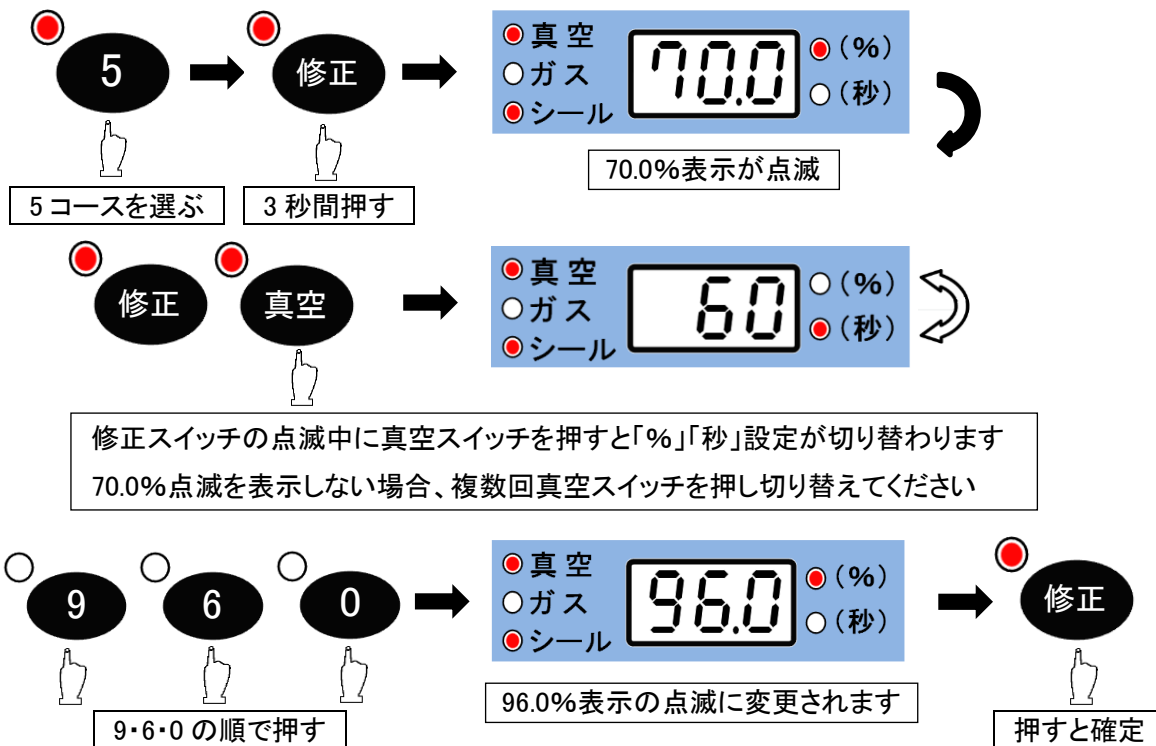 5
修正
真空
ガス
シール
70.0
(%)
(秒)
70.0%表示が点滅
5コースを選ぶ
3秒間押す
修正
真空
真空
ガス
シール
60
(%)
(秒)
修正スイッチの点滅中に真空スイッチを押すと「%」「秒」設定が切り替わります
70.0%点滅を表示しない場合、複数回真空スイッチを押し切り替えてください
9
6
0
真空
ガス
シール
96.0
(%)
(秒)
修正
9・6・0の順で押す
96.0%表示の点滅に変更されます
押すと確定